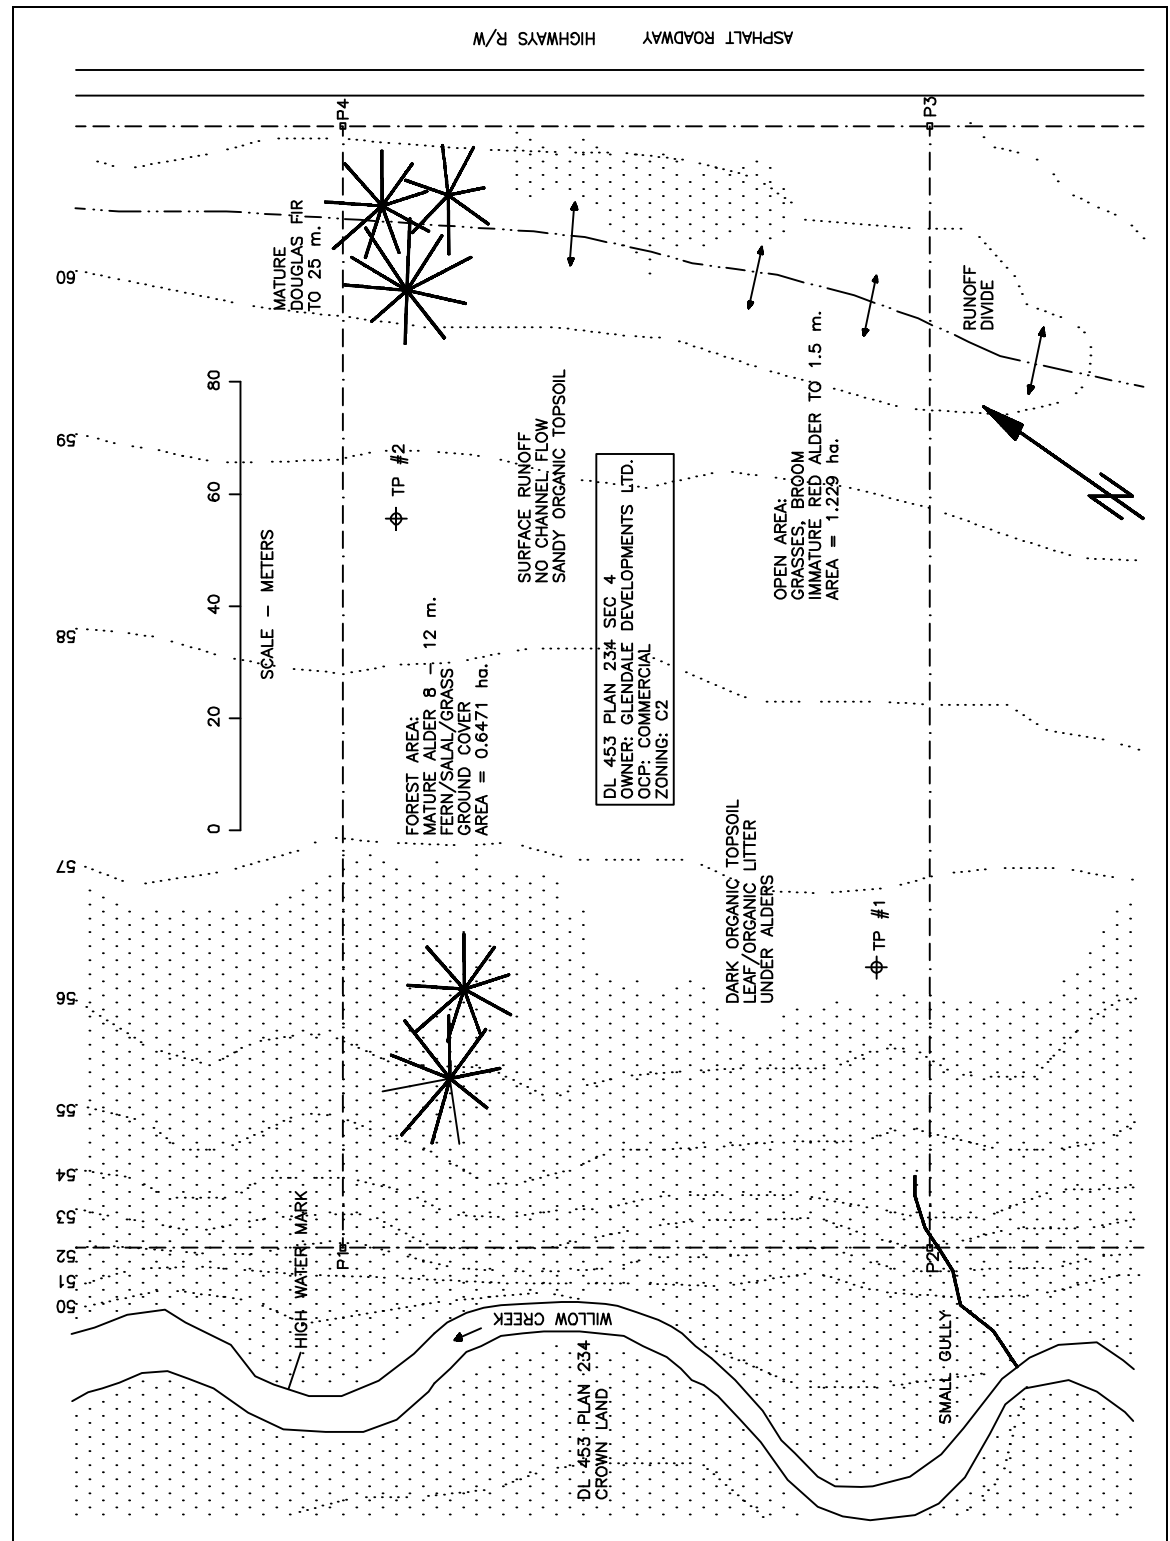 HIGHWAYS R/W
ASPHALT ROADWAY
P4
P3
MATURE
DOUGLAS FIR
TO 25 m.
60
RUNOFF
DIVIDE
59
80
60
40
20
0
SCALE – METERS
TP #2
SURFACE RUNOFF
NO CHANNEL FLOW
SANDY ORGANIC TOPSOIL
OPEN AREA:
GRASSES, BROOM
IMMATURE RED ALDER TO 1.5 m.
AREA = 1.229 ha.
58
FOREST AREA:
MATURE ALDER 8 – 12 m.
FERN/SALAL/GRASS
GROUND COVER
AREA = 0.6471 ha.
DL 453 PLAN 234 SEC 4
OWNER: GLENDALE DEVELOPMENTS LTD.
OCP: COMMERCIAL
ZONING: C2
57
DARK ORGANIC TOPSOIL
LEAF/ORGANIC LITTER
UNDER ALDERS
TP #1
56
55
54
53
52
51
50
P1
P2
HIGH WATER MARK
WILLOW CREEK
SMALL GULLY
DL 453 PLAN 234
CROWN LAND